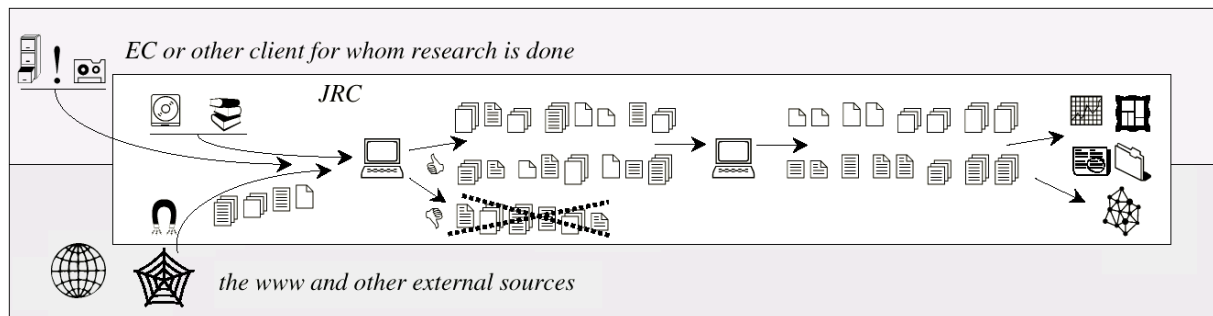 EC or other client for whom research is done
JRC
the www and other external sources